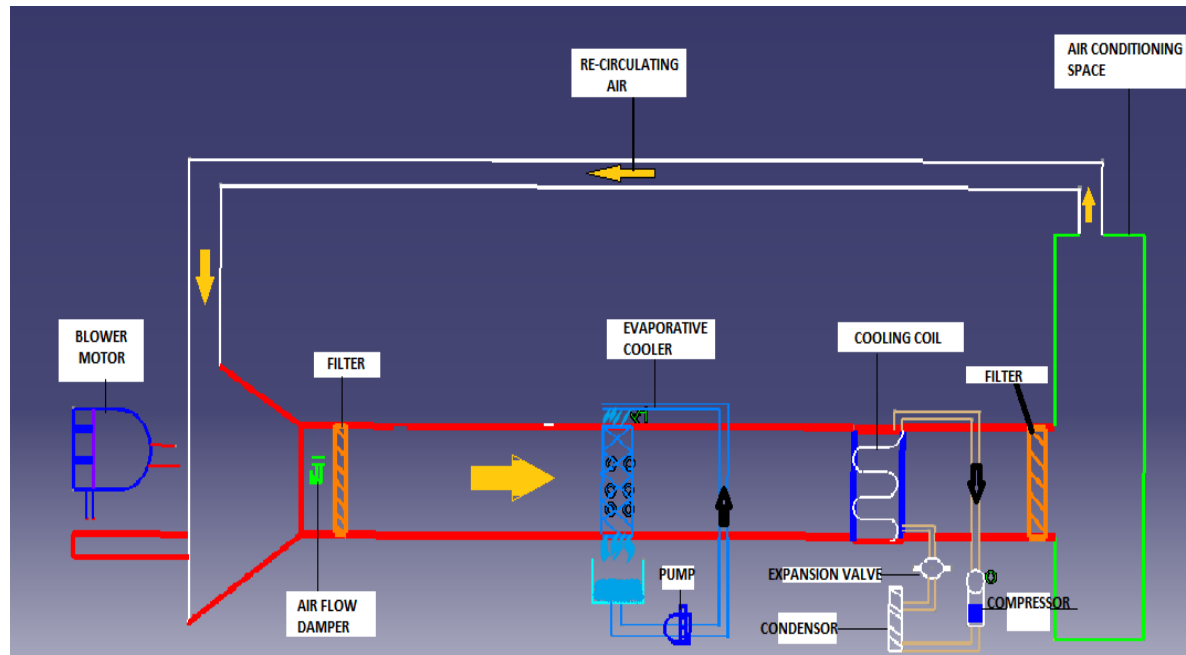 RE-CIRCULATING
AIR
AIR CONDITIONING
SPACE
BLOWER
MOTOR
FILTER
EVAPORATIVE
COOLER
COOLING COIL
FILTER
AIR FLOW
DAMPER
PUMP
EXPANSION VALVE
CONDENSOR
COMPRESSOR